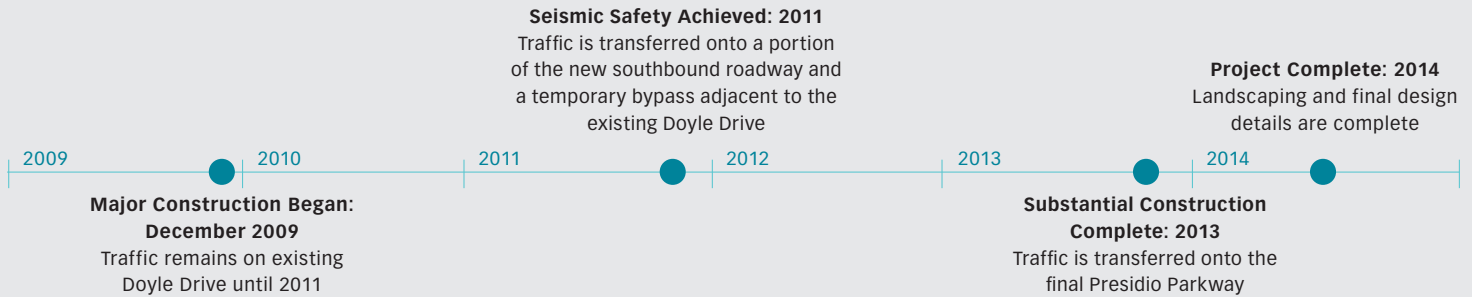 Seismic Safety Achieved: 2011
Traffic is transferred onto a portion
of the new southbound roadway and
a temporary bypass adjacent to the
existing Doyle Drive
Project Complete: 2014
Landscaping and final design
details are complete
2009
2010
2011
2012
2013
2014
Major Construction Began:
December 2009
Traffic remains on existing
Doyle Drive until 2011
Substantial Construction
Complete: 2013
Traffic is transferred onto the
final Presidio Parkway